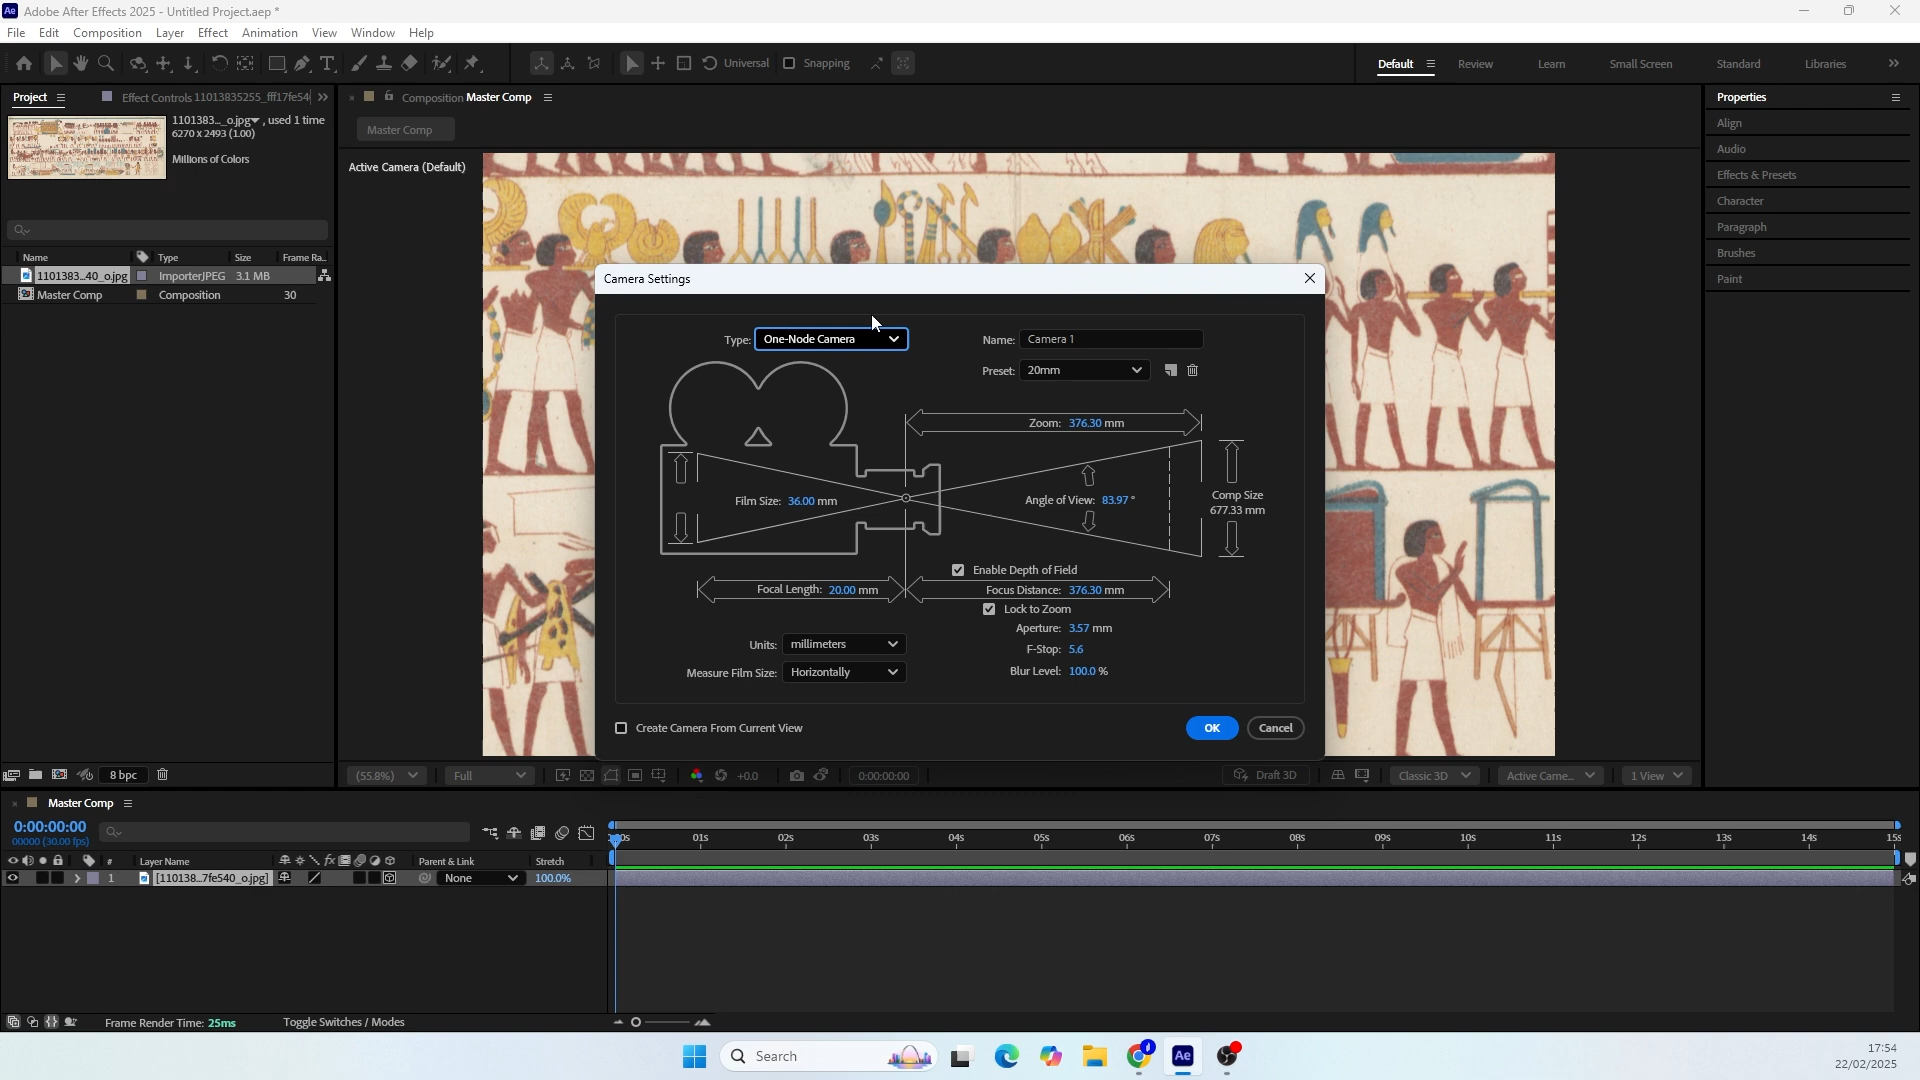 Adobe After Effects 2025 - Untitled Project.aep *
File Edit Composition Layer Effect Animation View Window Help
Universal Snapping Default Review Learn Small Screen Standard Libraries
Project Effect Controls 11013835255_fff17fe54 Composition Master Comp Properties
1101383..._o.jpg , used 1 time
6270 x 2493 (1.00)
Millions of Colors
Master Comp
Active Camera (Default)
Align
Audio
Effects & Presets
Character
Paragraph
Brushes
Paint
Name Type Size Frame Ra..
1101383...40_o.jpg ImporterJPEG 3.1 MB
Master Comp Composition 30
Camera Settings
Type: One-Node Camera Name: Camera 1
Preset: 20mm
Zoom: 376.30 mm
Film Size: 36.00 mm Angle of View: 83.97 °
Comp Size
677.33 mm
Enable Depth of Field
Focal Length: 20.00 mm Focus Distance: 376.30 mm
Lock to Zoom
Aperture: 3.57 mm
Units: millimeters F-Stop: 5.6
Measure Film Size: Horizontally Blur Level: 100.0 %
Create Camera From Current View OK Cancel
8 bpc (55.8%) Full +0.0 0:00:00:00 Draft 3D Classic 3D Active Came... 1 View
Master Comp
0:00:00:00
00000 (30.00 fps)
00s 01s 02s 03s 04s 05s 06s 07s 08s 09s 10s 11s 12s 13s 14s 15s
# Layer Name fx Parent & Link Stretch
1 [110138...7fe540_o.jpg] None 100.0%
Frame Render Time: 25ms Toggle Switches / Modes
Search
17:54
22/02/2025